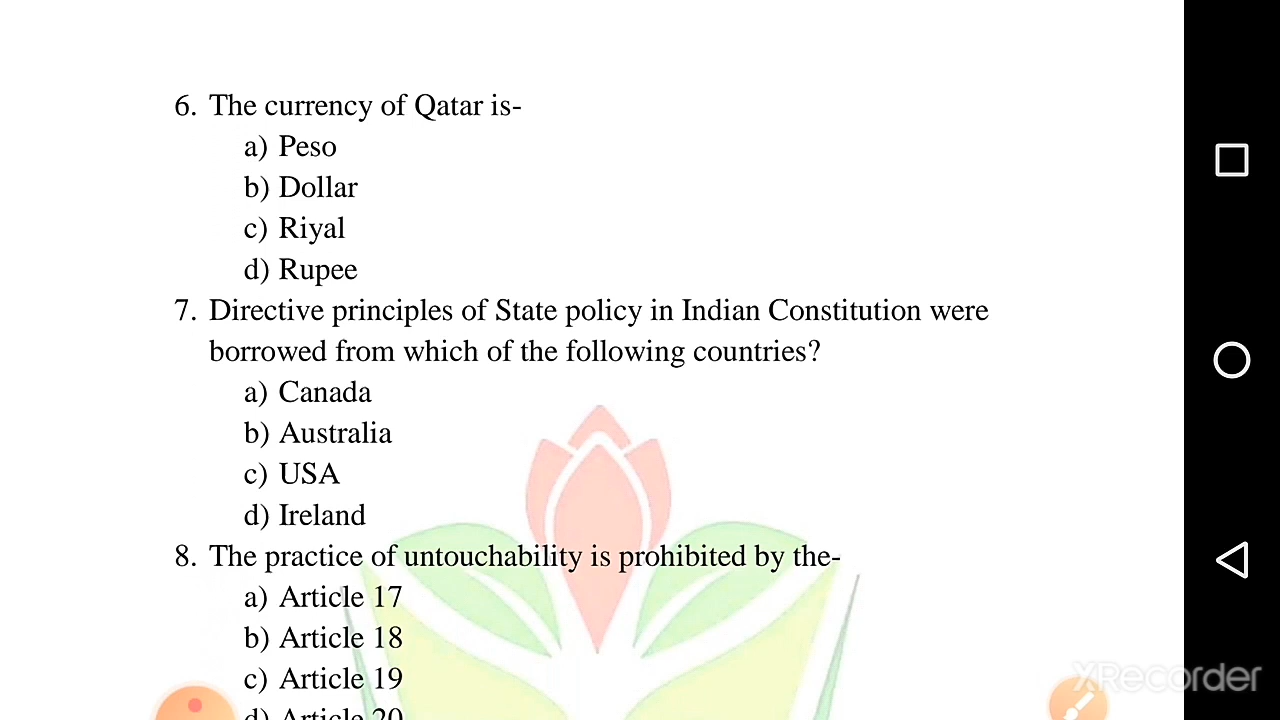 6. The currency of Qatar is-
a) Peso
b) Dollar
c) Riyal
d) Rupee
7. Directive principles of State policy in Indian Constitution were
borrowed from which of the following countries?
a) Canada
b) Australia
c) USA
d) Ireland
8. The practice of untouchability is prohibited by the-
a) Article 17
b) Article 18
c) Article 19
d) Article 20
XRecorder